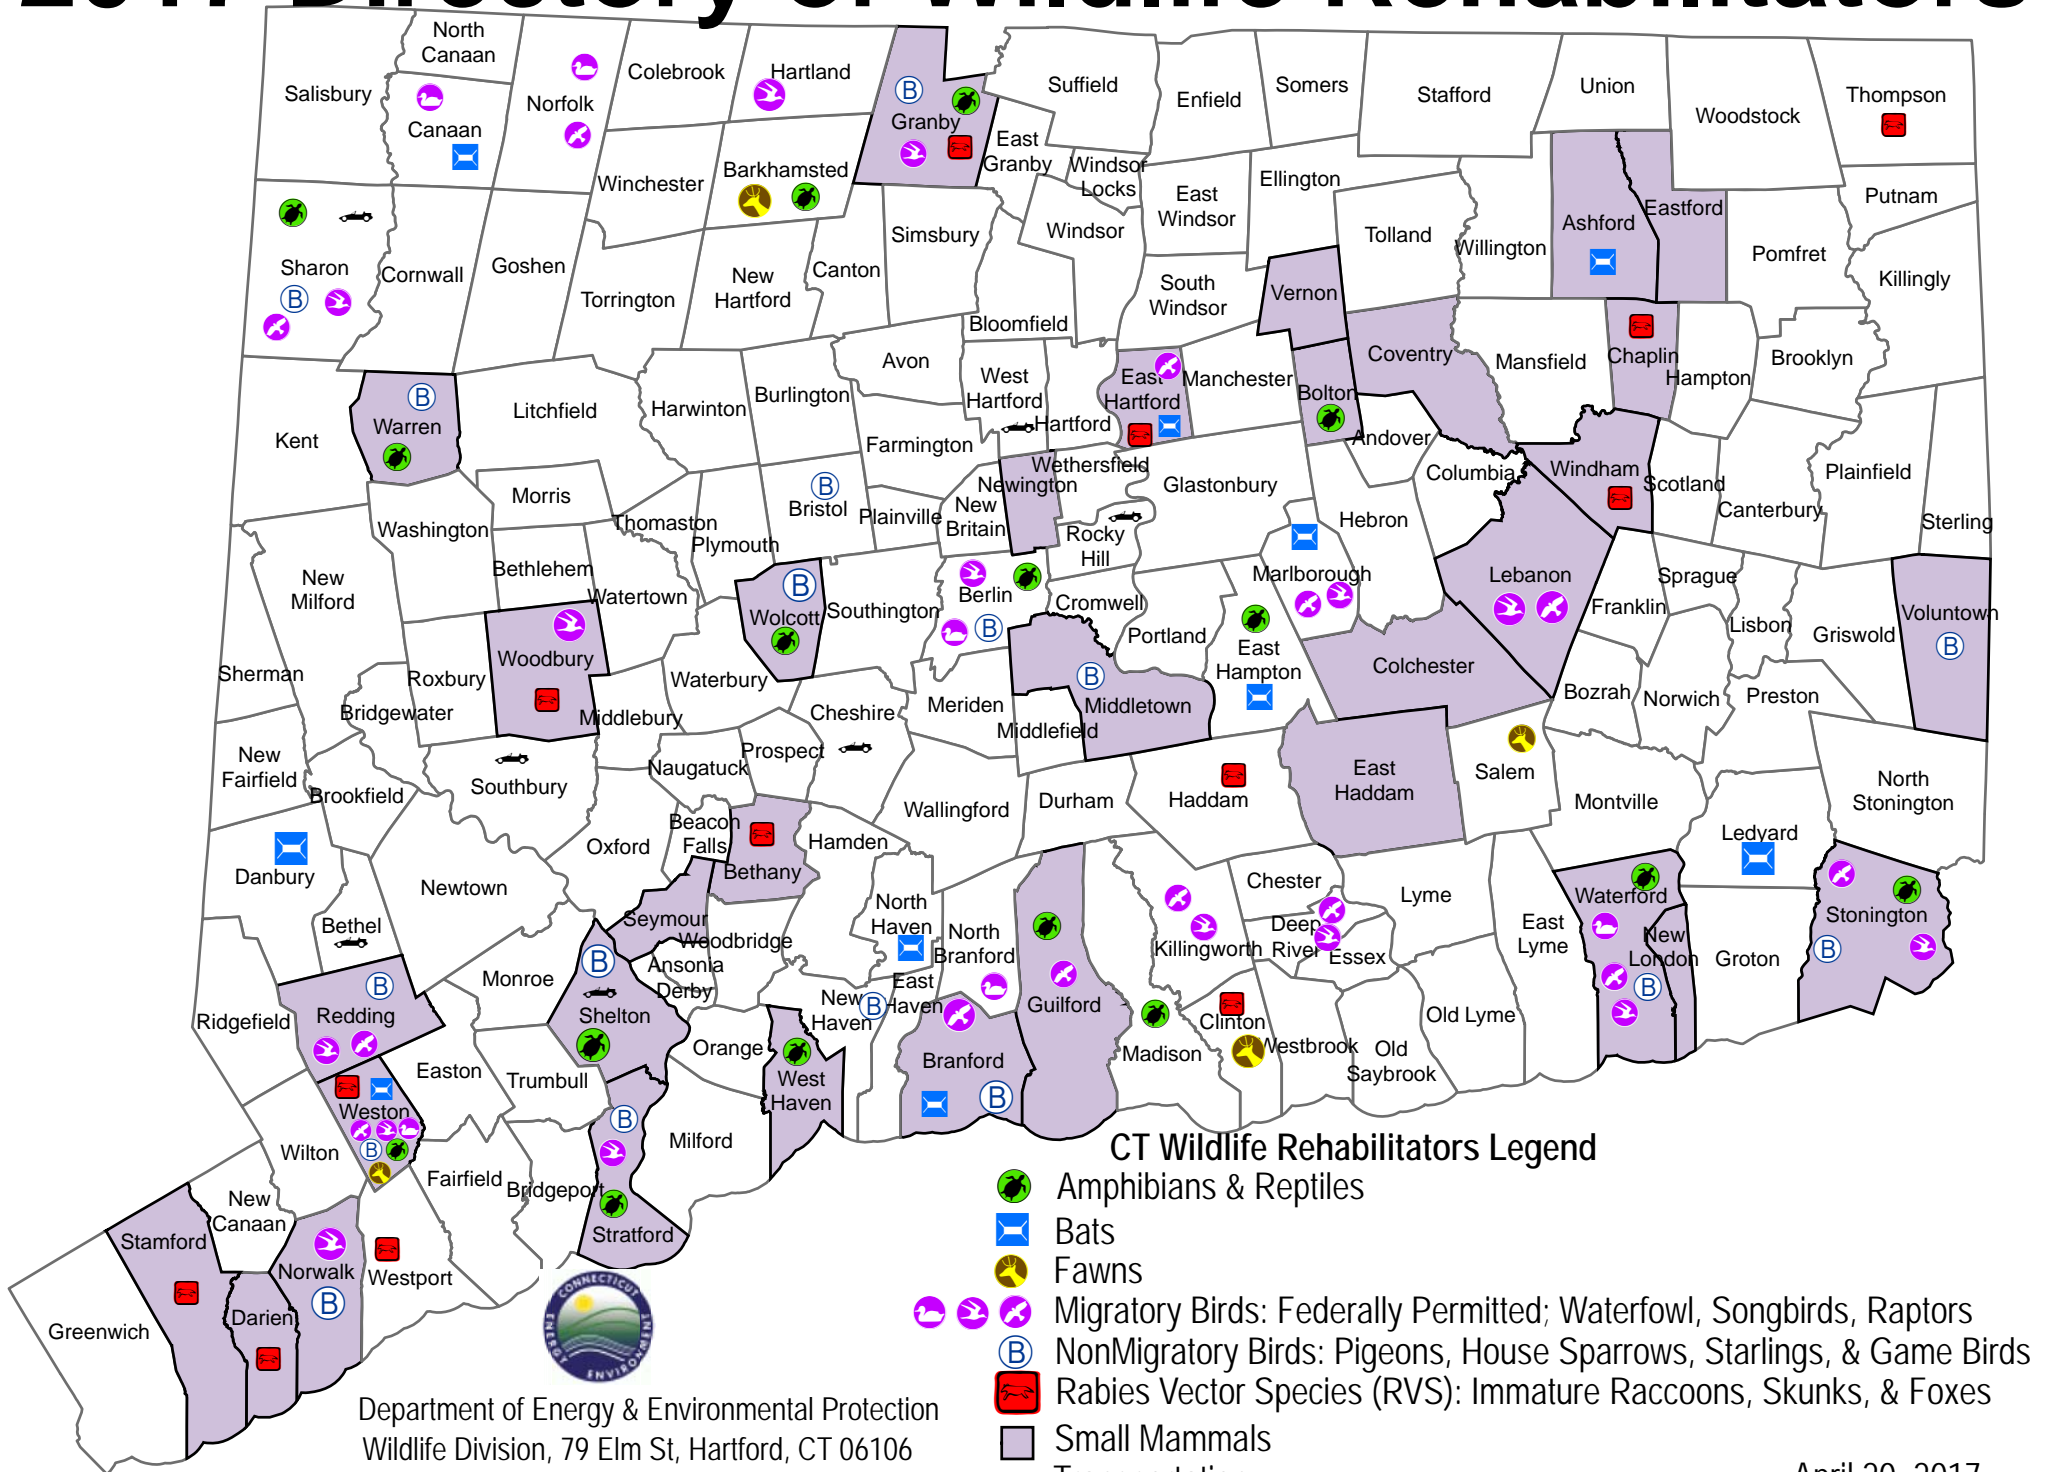 2017 Directory of Wildlife Rehabilitators
North
Canaan
Salisbury
Canaan
Norfolk
Colebrook
Hartland
Granby
East
Granby
Suffield
Windsor
Locks
Enfield
Somers
Stafford
Union
Woodstock
Thompson
Winchester
Barkhamsted
Simsbury
Windsor
East
Windsor
Ellington
Tolland
Willington
Ashford
Eastford
Pomfret
Putnam
Killingly
Sharon
Cornwall
Goshen
Torrington
New
Hartford
Canton
Bloomfield
South
Windsor
Vernon
Coventry
Mansfield
Chaplin
Hampton
Brooklyn
Kent
Warren
Litchfield
Harwinton
Burlington
Avon
West
Hartford
Hartford
East
Hartford
Manchester
Bolton
Andover
Columbia
Windham
Scotland
Canterbury
Plainfield
Sterling
Farmington
Washington
Morris
Thomaston
Plymouth
Bristol
Plainville
New
Britain
Newington
Wethersfield
Rocky
Hill
Glastonbury
Hebron
Marlborough
Lebanon
Franklin
Sprague
Lisbon
Griswold
Voluntown
New
Milford
Bethlehem
Watertown
Wolcott
Southington
Berlin
Cromwell
Portland
East
Hampton
Colchester
Bozrah
Norwich
Preston
Sherman
Bridgewater
Roxbury
Woodbury
Middlebury
Waterbury
Cheshire
Meriden
Middlefield
Middletown
New
Fairfield
Brookfield
Southbury
Naugatuck
Prospect
Wallingford
Durham
Haddam
East
Haddam
Salem
Montville
North
Stonington
Ledyard
Danbury
Newtown
Oxford
Beacon
Falls
Bethany
Hamden
North
Haven
North
Branford
Chester
Deep
River
Essex
Lyme
East
Lyme
Waterford
New
London
Groton
Stonington
Bethel
Seymour
Woodbridge
Ansonia
Derby
Monroe
Shelton
Orange
New
Haven
East
Haven
Guilford
Killingworth
Ridgefield
Redding
Easton
Trumbull
West
Haven
Branford
Madison
Clinton
Westbrook
Old
Saybrook
Old Lyme
Wilton
Weston
Fairfield
Bridgeport
Milford
Stratford
New
Canaan
Stamford
Norwalk
Westport
Darien
Greenwich
CONNECTICUT
ENERGY
ENVIRONMENT
Department of Energy & Environmental Protection
Wildlife Division, 79 Elm St, Hartford, CT 06106
CT Wildlife Rehabilitators Legend
Amphibians & Reptiles
Bats
Fawns
Migratory Birds: Federally Permitted; Waterfowl, Songbirds, Raptors
B NonMigratory Birds: Pigeons, House Sparrows, Starlings, & Game Birds
Rabies Vector Species (RVS): Immature Raccoons, Skunks, & Foxes
Small Mammals
Transportation
April 20, 2017